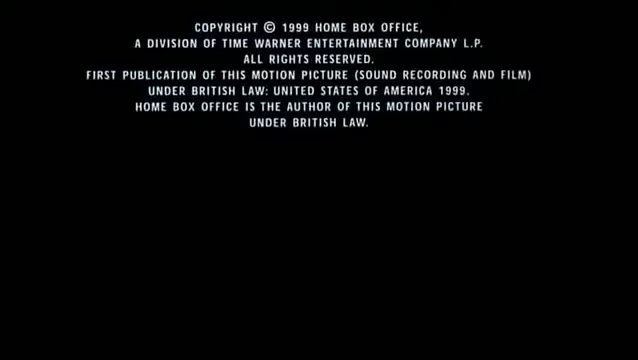 COPYRIGHT © 1999 HOME BOX OFFICE,
A DIVISION OF TIME WARNER ENTERTAINMENT COMPANY L.P.
ALL RIGHTS RESERVED.
FIRST PUBLICATION OF THIS MOTION PICTURE (SOUND RECORDING AND FILM)
UNDER BRITISH LAW: UNITED STATES OF AMERICA 1999.
HOME BOX OFFICE IS THE AUTHOR OF THIS MOTION PICTURE
UNDER BRITISH LAW.